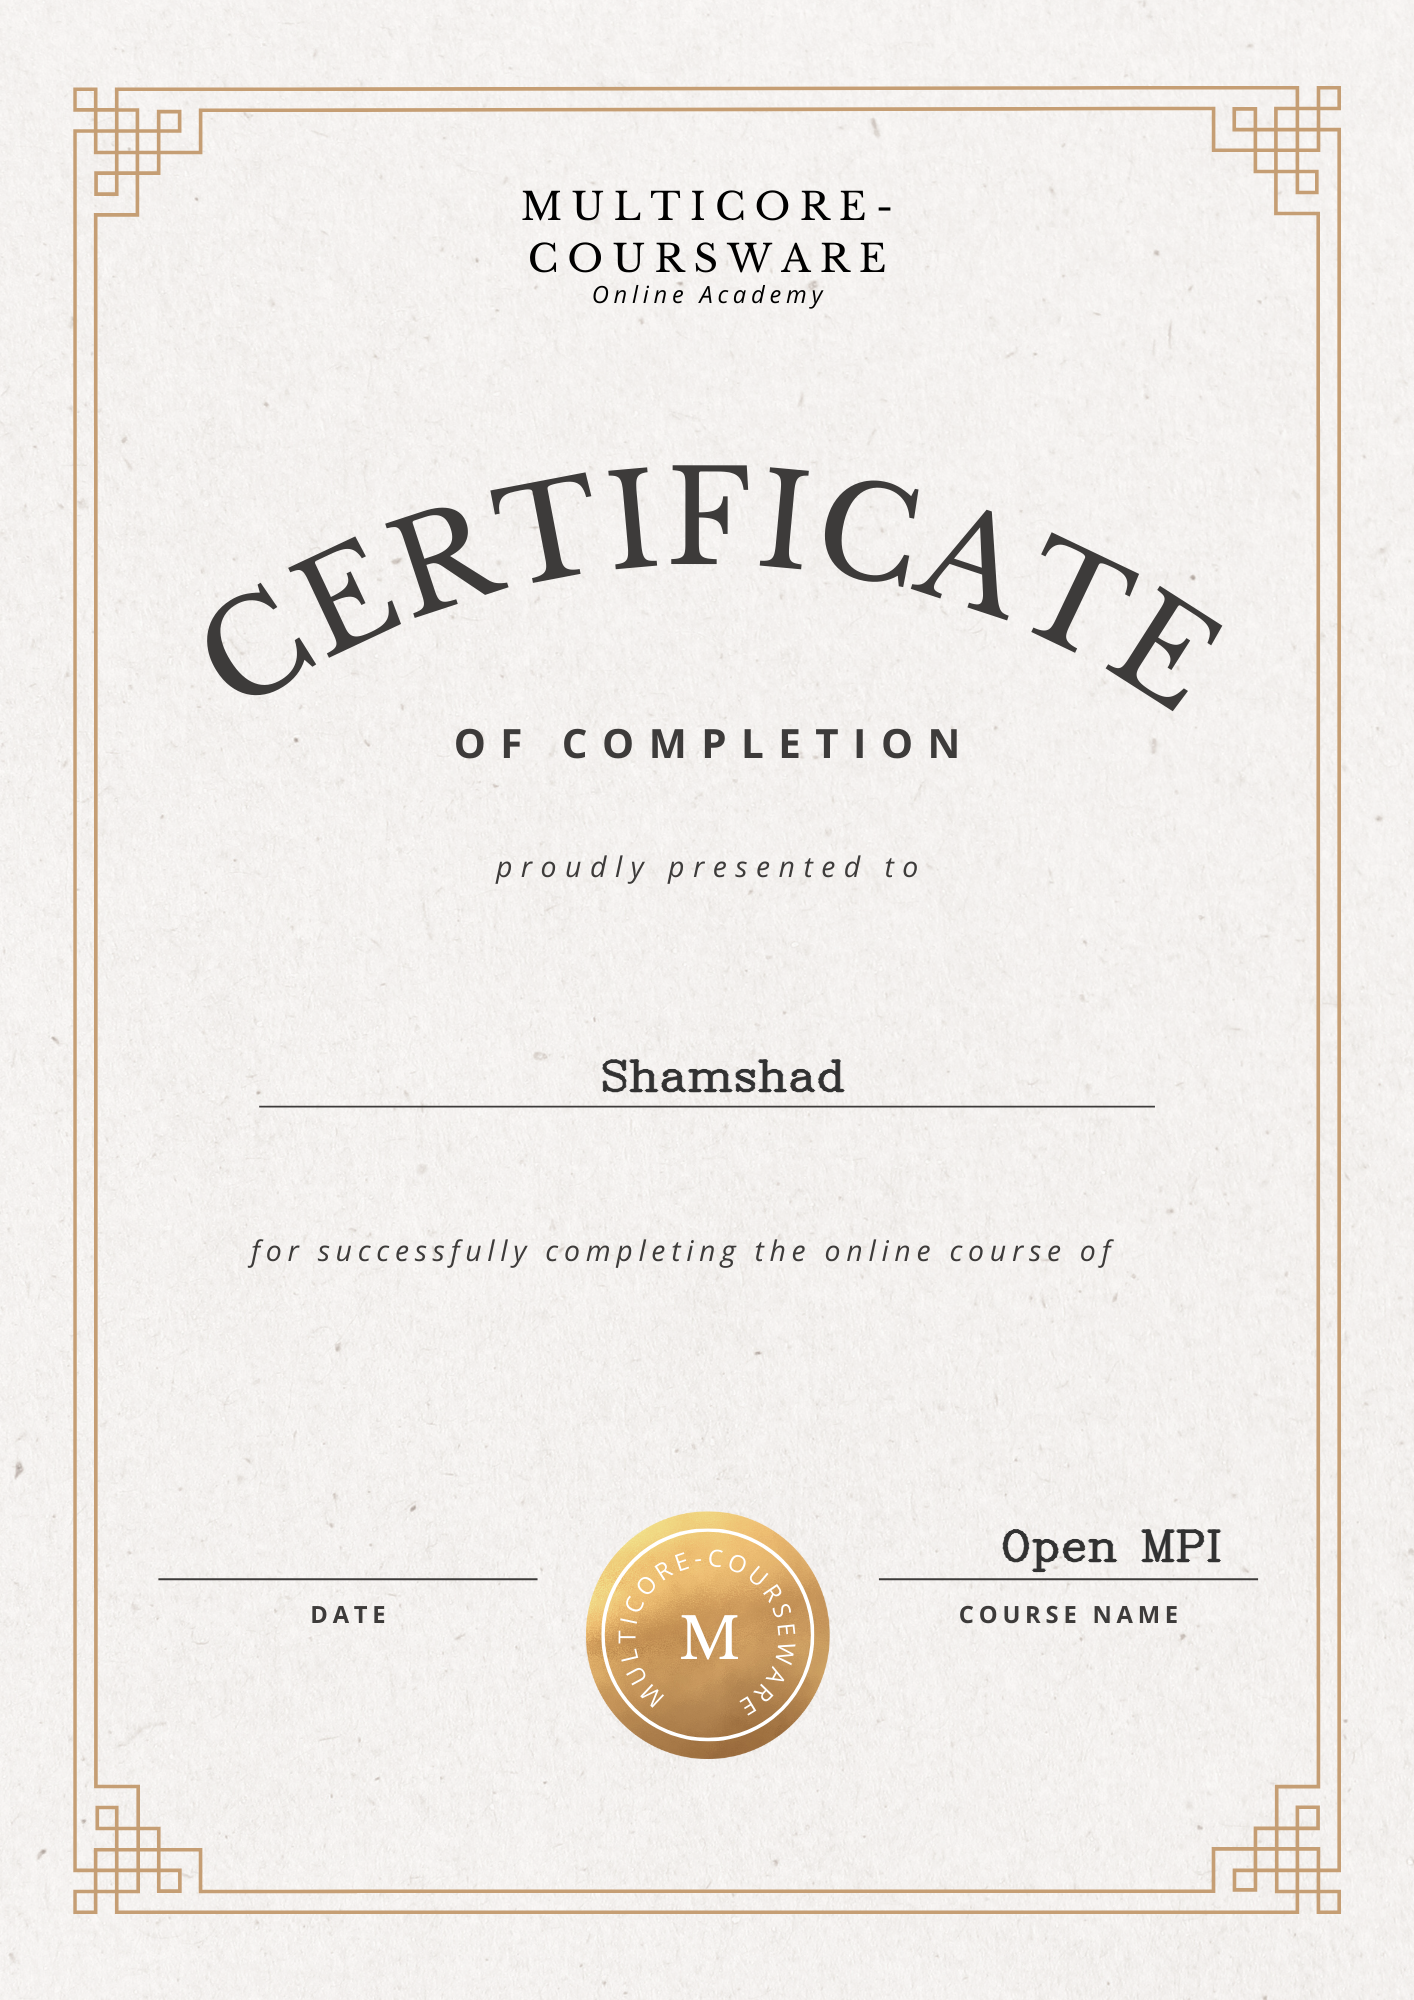 MULTICORE-
COURSWARE
Online Academy
CERTIFICATE
OF COMPLETION
proudly presented to
Shamshad
for successfully completing the online course of
Open MPI
DATE
MULTICORE-COURSEWARE
M
COURSE NAME